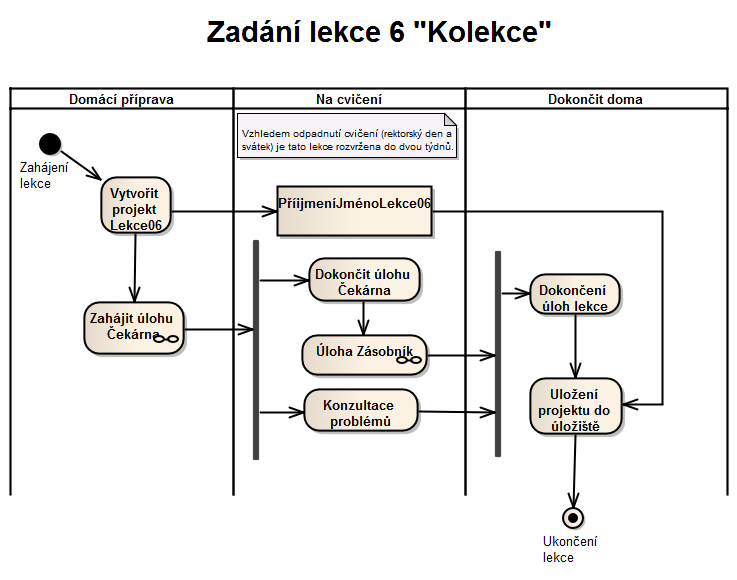 Zadání lekce 6 "Kolekce"
Domácí příprava
Na cvičení
Dokončit doma
Vzhledem odpadnutí cvičení (rektorský den a
svátek) je tato lekce rozvržena do dvou týdnů.
Zahájení
lekce
Vytvořit
projekt
Lekce06
PříijmeníJménoLekce06
Zahájit úlohu
Čekárna
Dokončit úlohu
Čekárna
Úloha Zásobník
Konzultace
problémů
Dokončení
úloh lekce
Uložení
projektu do
úložiště
Ukončení
lekce